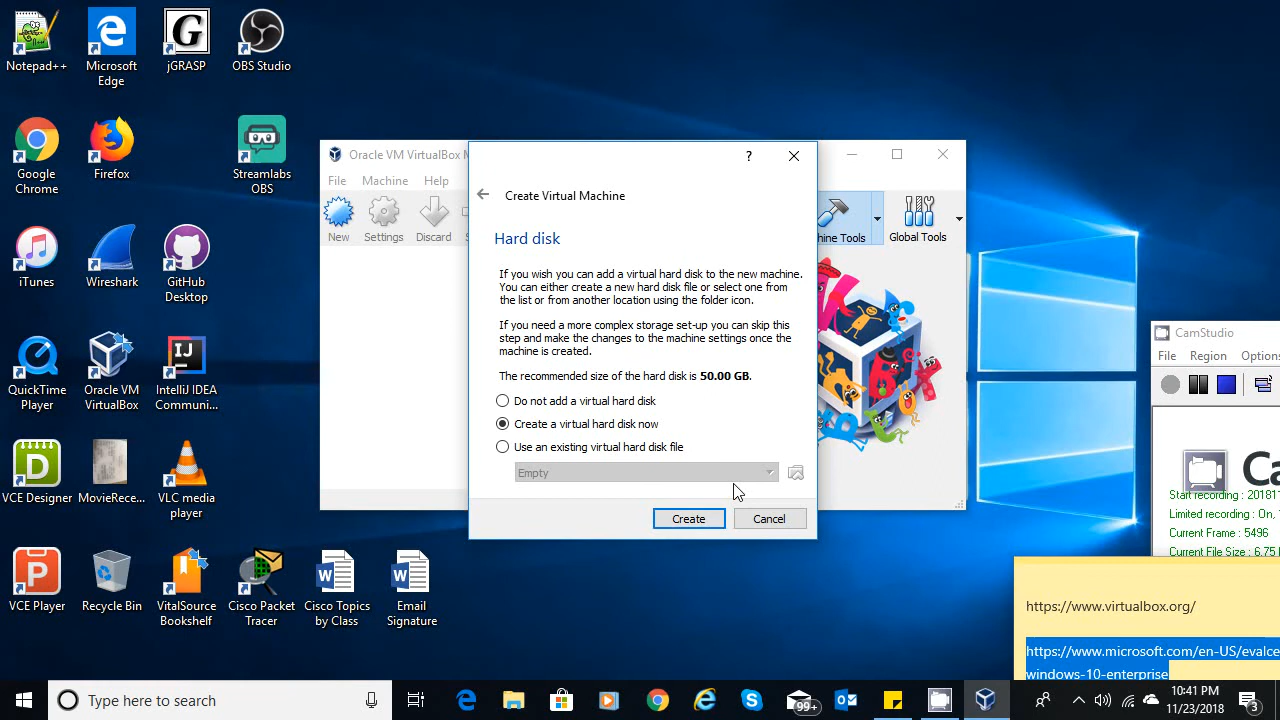 Notepad++
Microsoft
Edge
jGRASP
OBS Studio
Google
Chrome
Firefox
Streamlabs
OBS
iTunes
Wireshark
GitHub
Desktop
QuickTime
Player
Oracle VM
VirtualBox
IntelliJ IDEA
Communi...
VCE Designer
MovieRece...
VLC media
player
VCE Player
Recycle Bin
VitalSource
Bookshelf
Cisco Packet
Tracer
Cisco Topics
by Class
Email
Signature
Oracle VM VirtualBox M
File Machine Help
New
Settings
Discard
S
hine Tools
Global Tools
?
Create Virtual Machine
Hard disk
If you wish you can add a virtual hard disk to the new machine.
You can either create a new hard disk file or select one from
the list or from another location using the folder icon.
If you need a more complex storage set-up you can skip this
step and make the changes to the machine settings once the
machine is created.
The recommended size of the hard disk is 50.00 GB.
Do not add a virtual hard disk
Create a virtual hard disk now
Use an existing virtual hard disk file
Empty
Create
Cancel
CamStudio
File Region Options
Ca
Start recording : 20181
Limited recording : On,
Current Frame : 5496
Current File Size : 6.75
https://www.virtualbox.org/
https://www.microsoft.com/en-US/evalce
windows-10-enterprise
Type here to search
99+
10:41 PM
11/23/2018
3